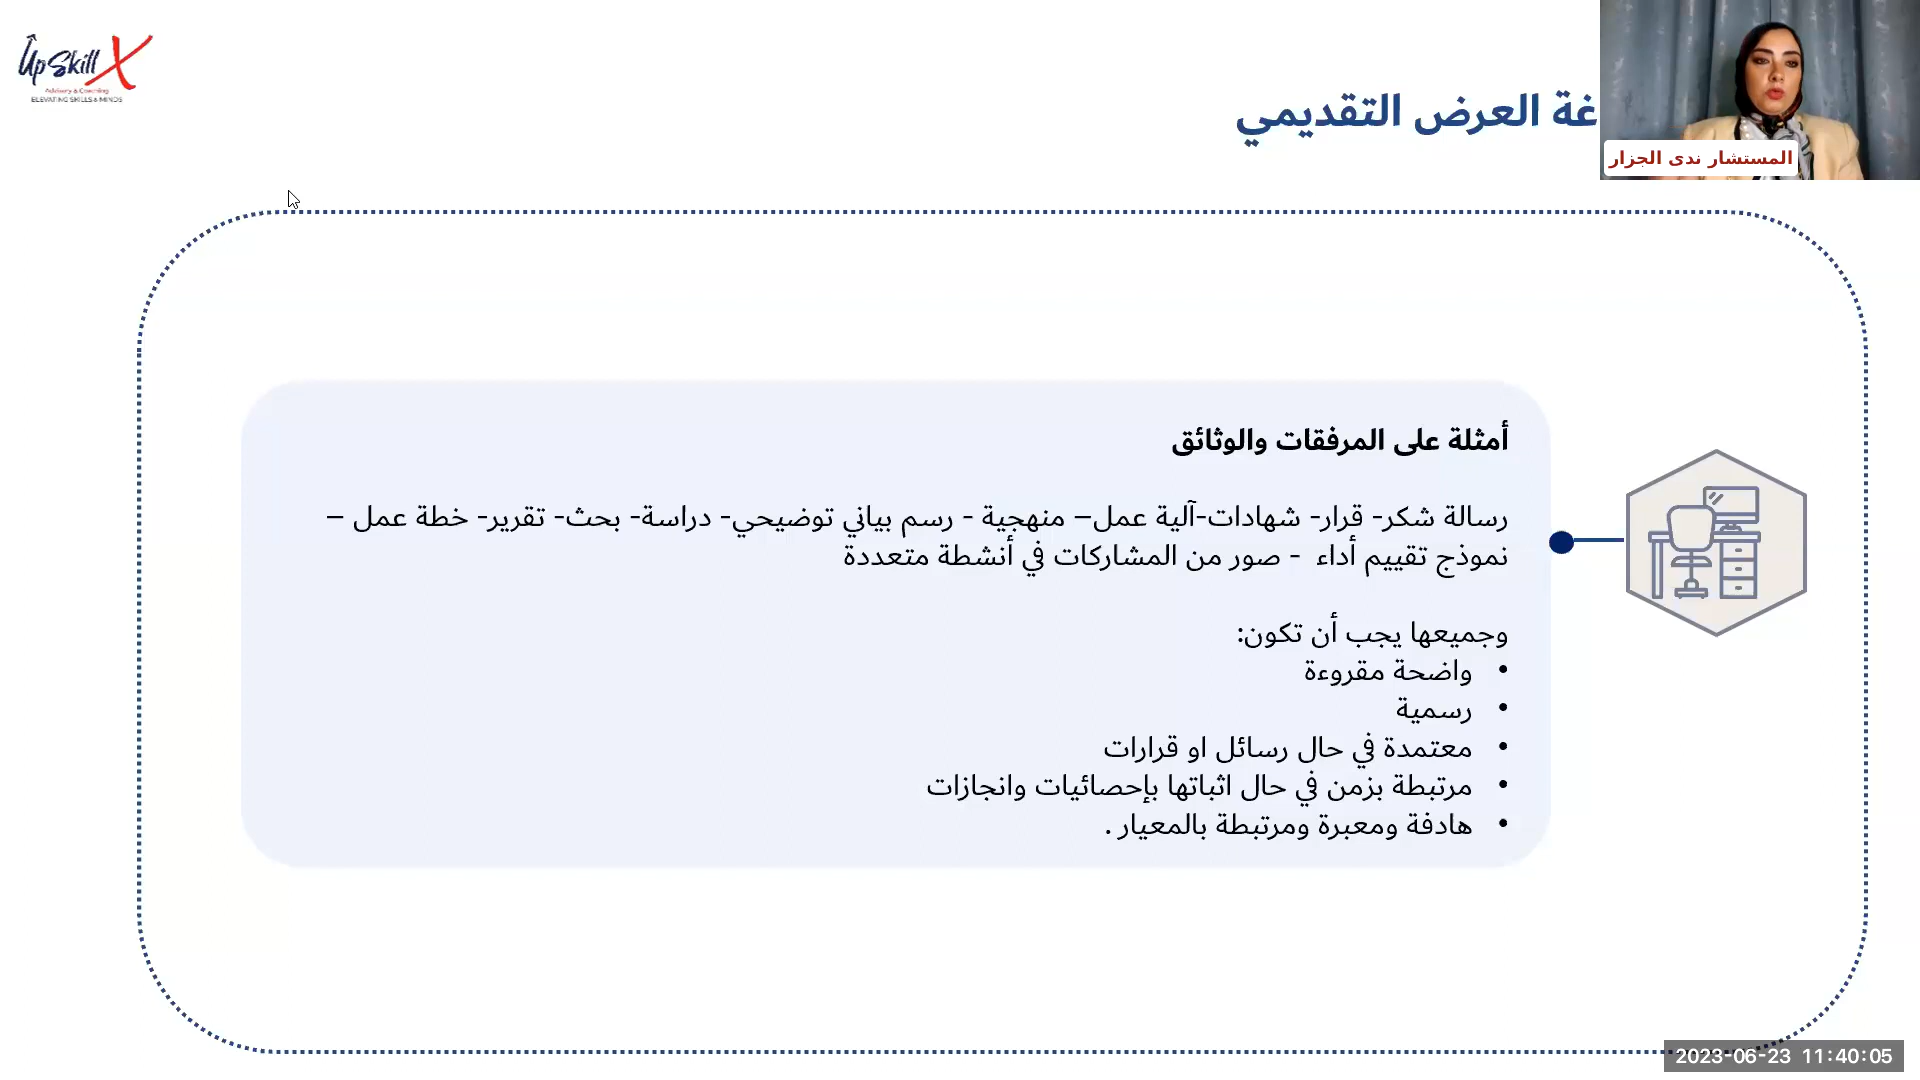 UpSkill X
Advisory & Coaching
ELEVATING SKILLS & MINDS
غة العرض التقديمي
المستشار ندى الجزار
أمثلة على المرفقات والوثائق
رسالة شكر- قرار- شهادات-آلية عمل– منهجية - رسم بياني توضيحي- دراسة- بحث- تقرير- خطة عمل –
نموذج تقييم أداء - صور من المشاركات في أنشطة متعددة
وجميعها يجب أن تكون:
• واضحة مقروءة
• رسمية
• معتمدة في حال رسائل او قرارات
• مرتبطة بزمن في حال اثباتها بإحصائيات وانجازات
• هادفة ومعبرة ومرتبطة بالمعيار .
2023-06-23 11:40:05